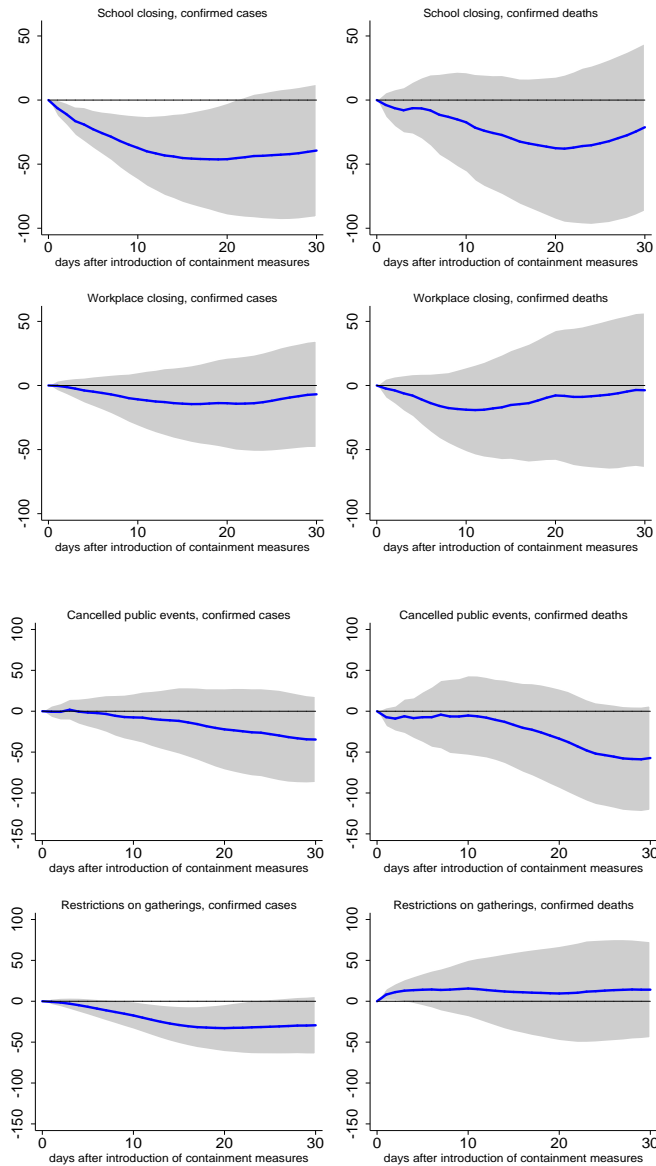 School closing, confirmed cases
50
0
-50
-100
0 10 20 30
days after introduction of containment measures
School closing, confirmed deaths
50
0
-50
-100
0 10 20 30
days after introduction of containment measures
Workplace closing, confirmed cases
50
0
-50
-100
0 10 20 30
days after introduction of containment measures
Workplace closing, confirmed deaths
50
0
-50
-100
0 10 20 30
days after introduction of containment measures
Cancelled public events, confirmed cases
100
50
0
-50
-100
-150
0 10 20 30
days after introduction of containment measures
Cancelled public events, confirmed deaths
100
50
0
-50
-100
-150
0 10 20 30
days after introduction of containment measures
Restrictions on gatherings, confirmed cases
100
50
0
-50
-100
-150
0 10 20 30
days after introduction of containment measures
Restrictions on gatherings, confirmed deaths
100
50
0
-50
-100
-150
0 10 20 30
days after introduction of containment measures